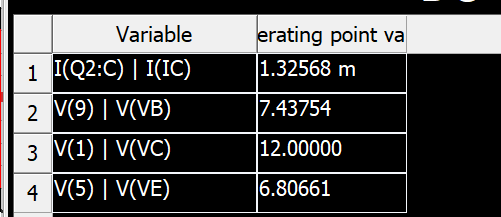 Variable erating point va
1 I(Q2:C) | I(IC) 1.32568 m
2 V(9) | V(VB) 7.43754
3 V(1) | V(VC) 12.00000
4 V(5) | V(VE) 6.80661